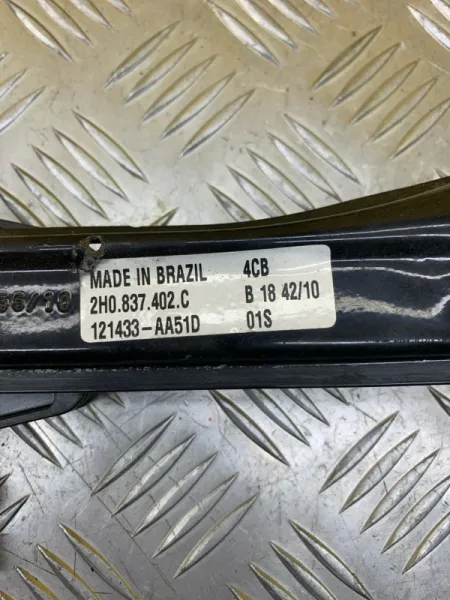 MADE IN BRAZIL 4CB
2H0.837.402.C B 18 42/10
121433-AA51D 01S